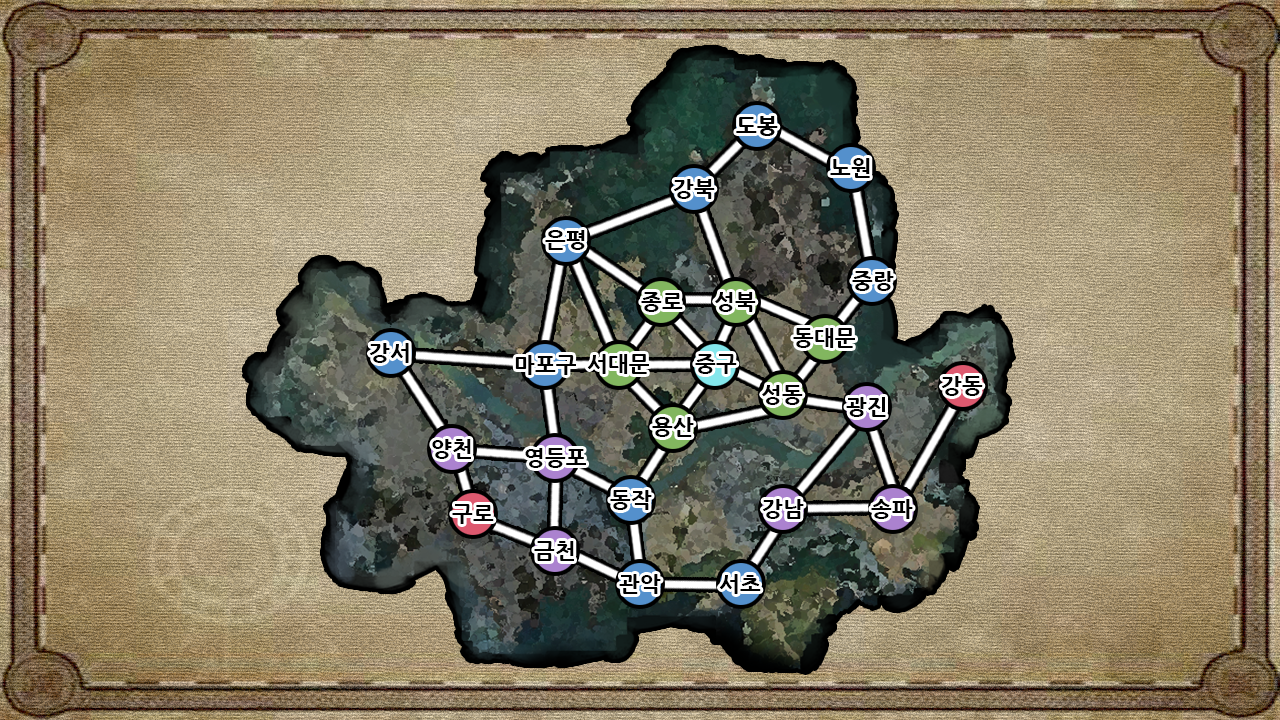 도봉
노원
강북
은평
중랑
종로
성북
동대문
강서
마포구
서대문
중구
강동
성동
광진
용산
양천
영등포
동작
강남
송파
구로
금천
관악
서초